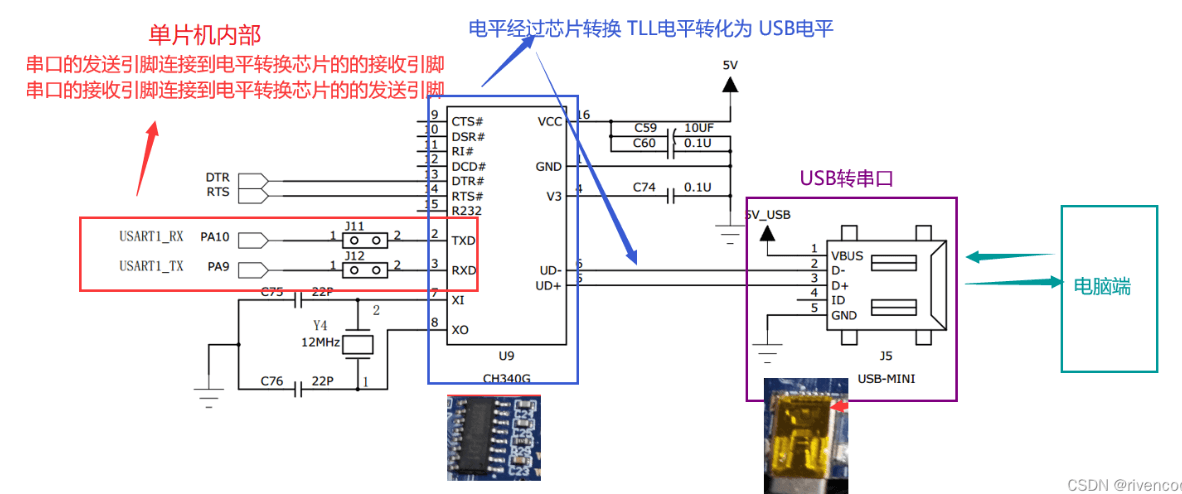 单片机内部
串口的发送引脚连接到电平转换芯片的的接收引脚
串口的接收引脚连接到电平转换芯片的的发送引脚
电平经过芯片转换 TLL电平转化为 USB电平
5V
9 CTS# VCC 16 C59 10UF
10 DSR# C60 0.1U
11 RI#
12 DCD# GND 1
DTR 13 DTR#
RTS 14 RTS# V3 4 C74 0.1U
15 R232
USB转串口
5V_USB
USART1_RX PA10 1 J11 2 2 TXD
USART1_TX PA9 1 J12 2 3 RXD
UD- 6
UD+ 5
1 VBUS
2 D-
3 D+
4 ID
5 GND
电脑端
C75 22P 7 XI
2
Y4
12MHz
8 XO
C76 22P 1
U9
CH340G
J5
USB-MINI
CSDN @rivencod